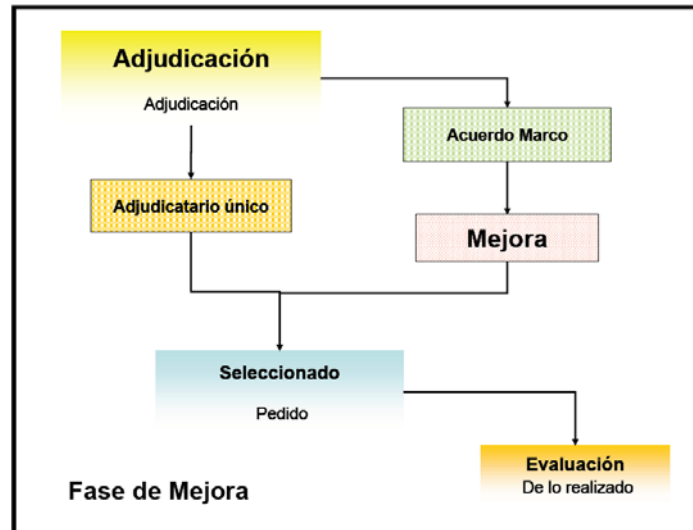 Adjudicación
Adjudicación
Acuerdo Marco
Adjudicatario único
Mejora
Seleccionado
Pedido
Evaluación
De lo realizado
Fase de Mejora